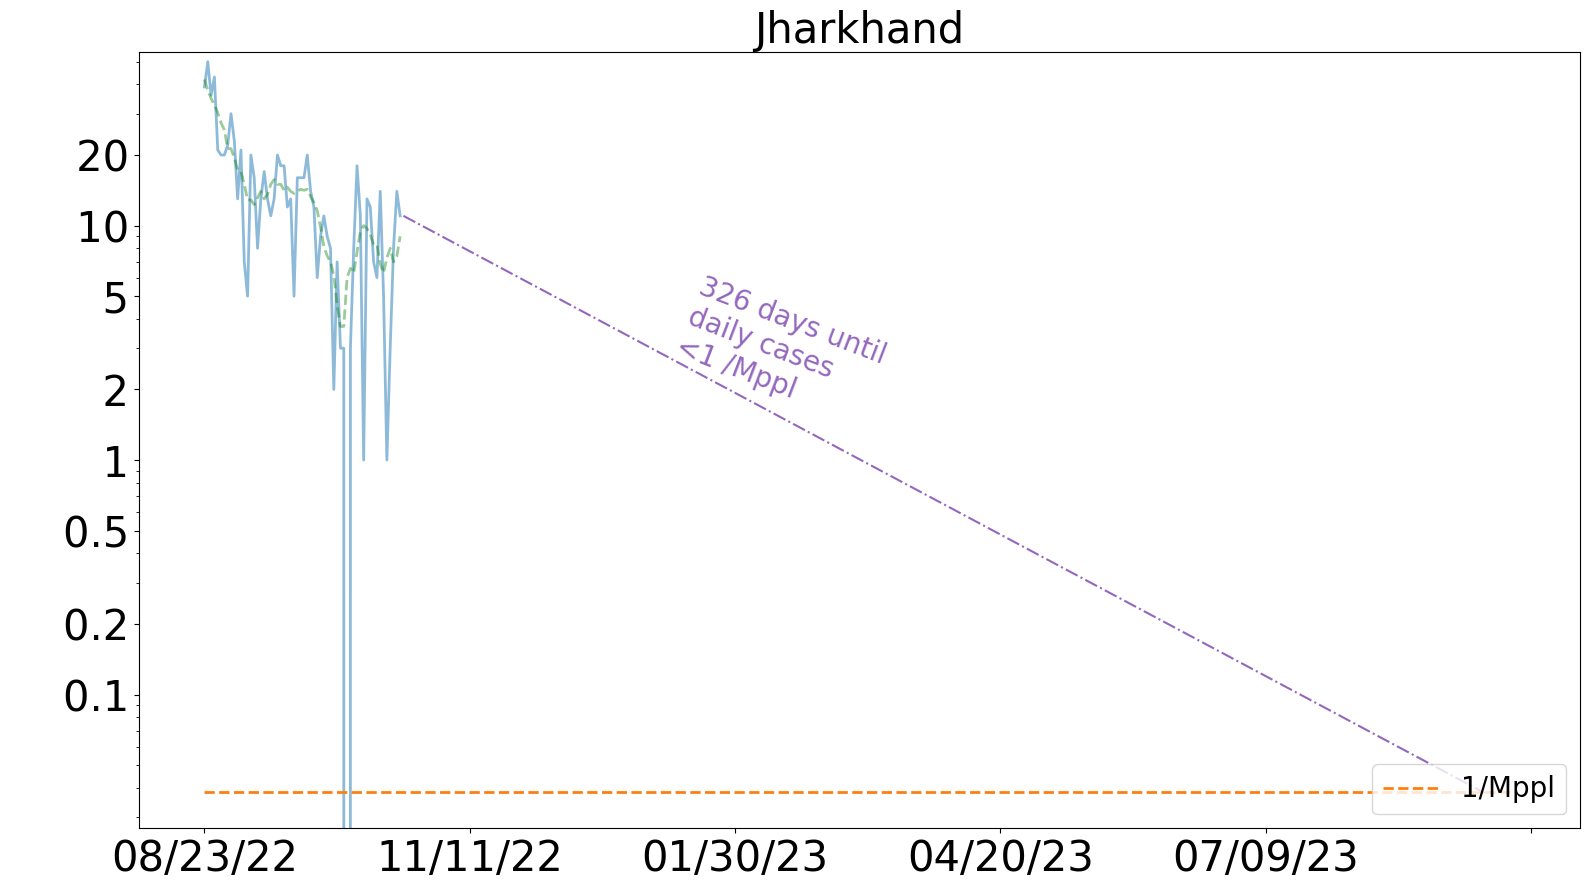 Jharkhand
20
10
5
2
1
0.5
0.2
0.1
326 days until
daily cases
<1 /Mppl
1/Mppl
08/23/22
11/11/22
01/30/23
04/20/23
07/09/23